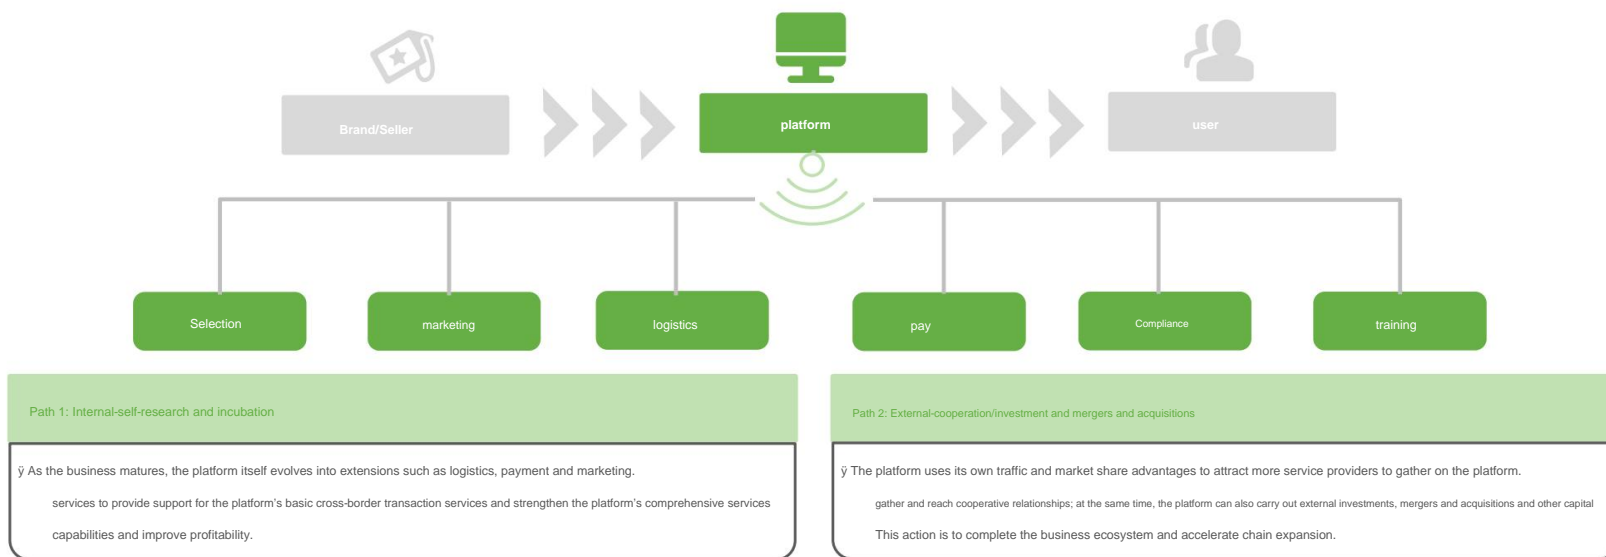 Brand/Seller
platform
user
Selection
marketing
logistics
pay
Compliance
training
Path 1: Internal-self-research and incubation
ÿ As the business matures, the platform itself evolves into extensions such as logistics, payment and marketing.
services to provide support for the platform's basic cross-border transaction services and strengthen the platform's comprehensive services
capabilities and improve profitability.
Path 2: External-cooperation/investment and mergers and acquisitions
ÿ The platform uses its own traffic and market share advantages to attract more service providers to gather on the platform.
gather and reach cooperative relationships; at the same time, the platform can also carry out external investments, mergers and acquisitions and other capital
This action is to complete the business ecosystem and accelerate chain expansion.